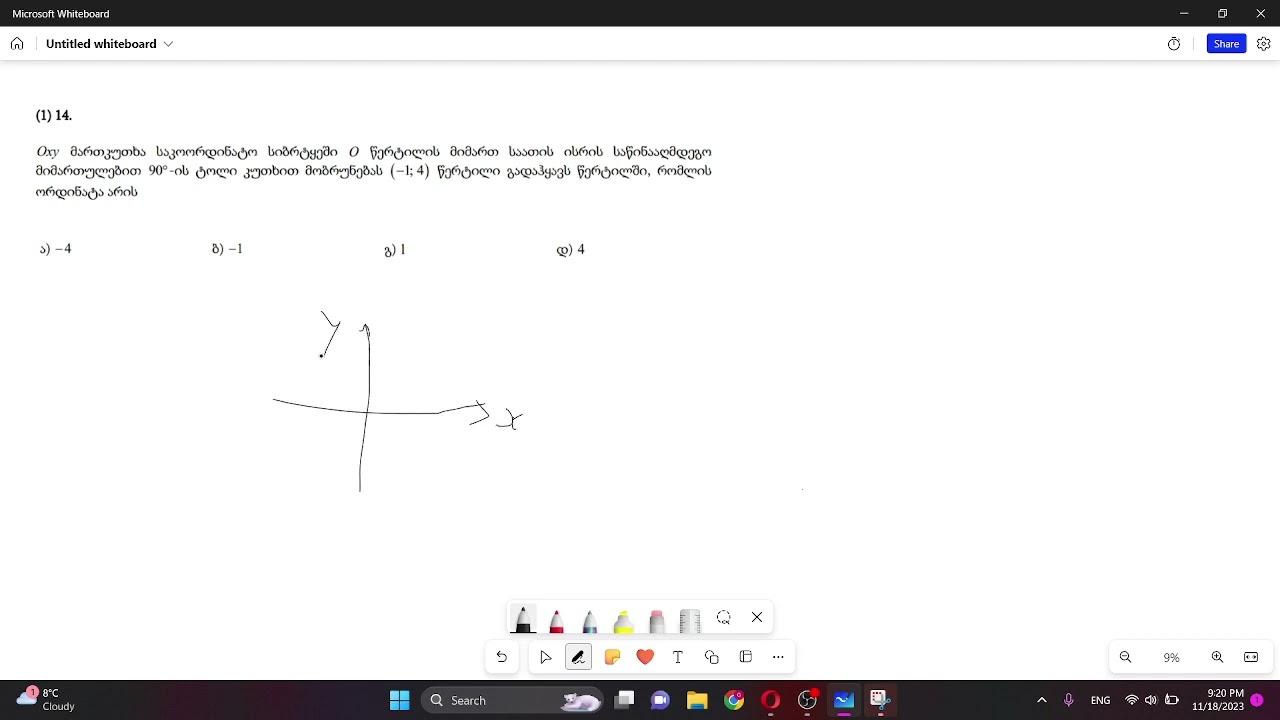 Microsoft Whiteboard
Untitled whiteboard
Share
(1) 14.
Oxy მართკუთხა საკოორდინატო სიბრტყეში O წერტილის მიმართ საათის ისრის საწინააღმდეგო
მიმართულებით 90°-ის ტოლი კუთხით მობრუნებას (−1; 4) წერტილი გადაჰყავს წერტილში, რომლის
ორდინატა არის
ა) −4 ბ) −1 გ) 1 დ) 4
y
x
9%
1
8°C
Cloudy
Search
ENG
9:20 PM
11/18/2023
1